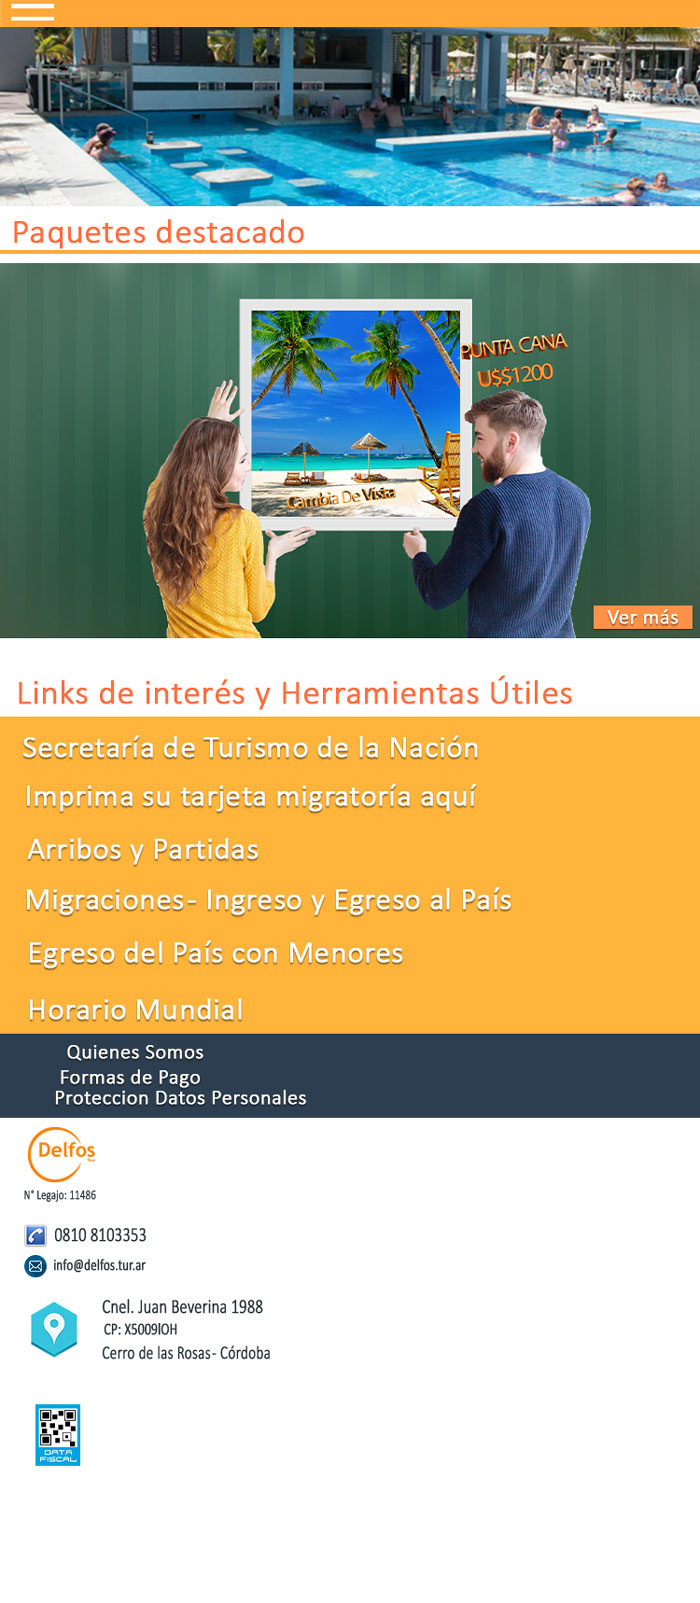 Paquetes destacado
PUNTA CANA
U$$1200
Cambia De Vista
Ver más
Links de interés y Herramientas Útiles
Secretaría de Turismo de la Nación
Imprima su tarjeta migratoría aquí
Arribos y Partidas
Migraciones- Ingreso y Egreso al País
Egreso del País con Menores
Horario Mundial
Quienes Somos
Formas de Pago
Proteccion Datos Personales
Delfos
N° Legajo: 11486
0810 8103353
info@delfos.tur.ar
Cnel. Juan Beverina 1988
CP: X5009IOH
Cerro de las Rosas- Córdoba
DATA
FISCAL